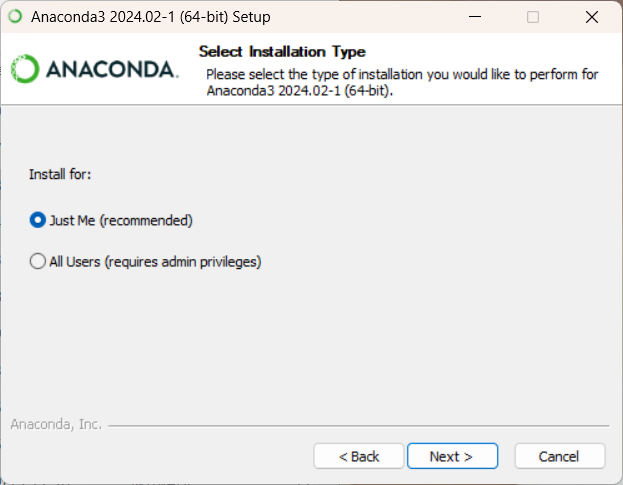 Anaconda3 2024.02-1 (64-bit) Setup
ANACONDA.
Select Installation Type
Please select the type of installation you would like to perform for
Anaconda3 2024.02-1 (64-bit).
Install for:
Just Me (recommended)
All Users (requires admin privileges)
Anaconda, Inc.
< Back Next > Cancel